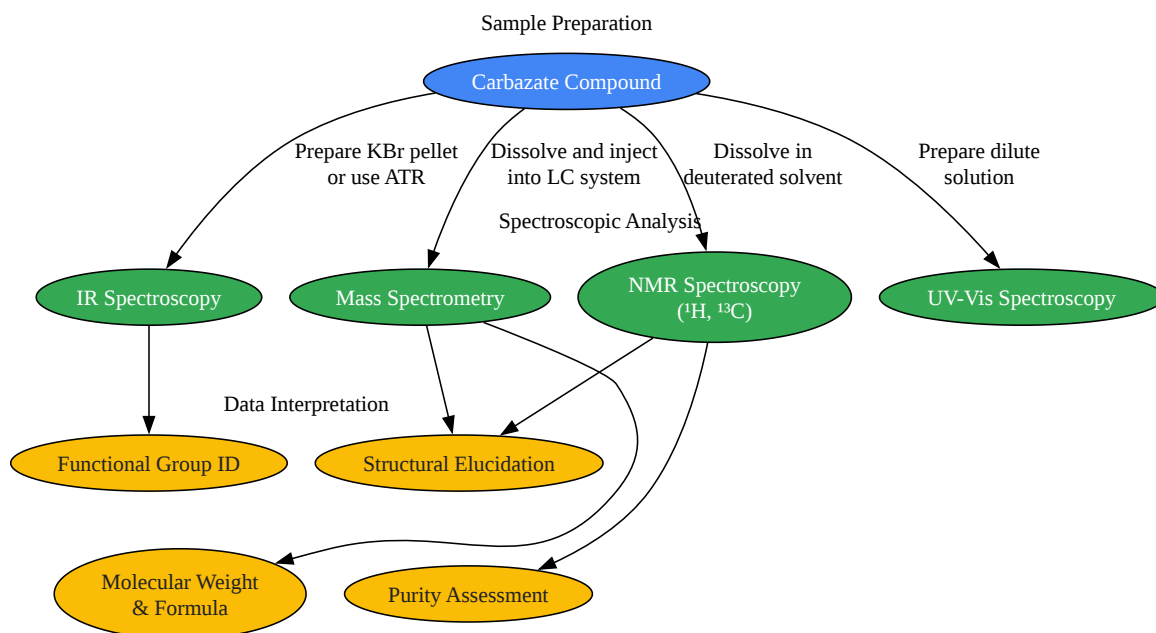 Sample Preparation
Carbazate Compound
Prepare KBr pellet
or use ATR
Dissolve and inject
into LC system
Dissolve in
deuterated solvent
Prepare dilute
solution
Spectroscopic Analysis
IR Spectroscopy
Mass Spectrometry
NMR Spectroscopy
(¹H, ¹³C)
UV-Vis Spectroscopy
Data Interpretation
Functional Group ID
Structural Elucidation
Molecular Weight
& Formula
Purity Assessment